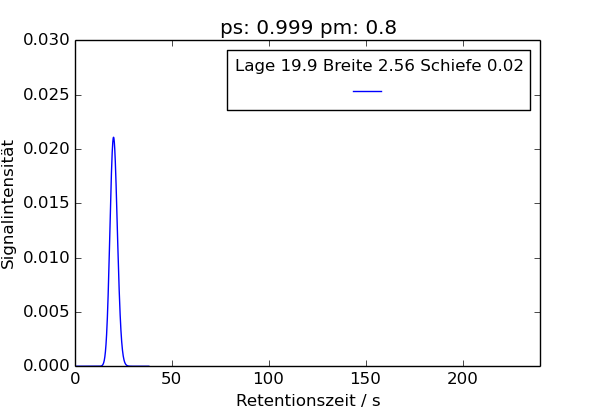 ps: 0.999 pm: 0.8
0.030
0.025
0.020
0.015
0.010
0.005
0.000
Signalintensität
Lage 19.9 Breite 2.56 Schiefe 0.02
0 50 100 150 200
Retentionszeit / s